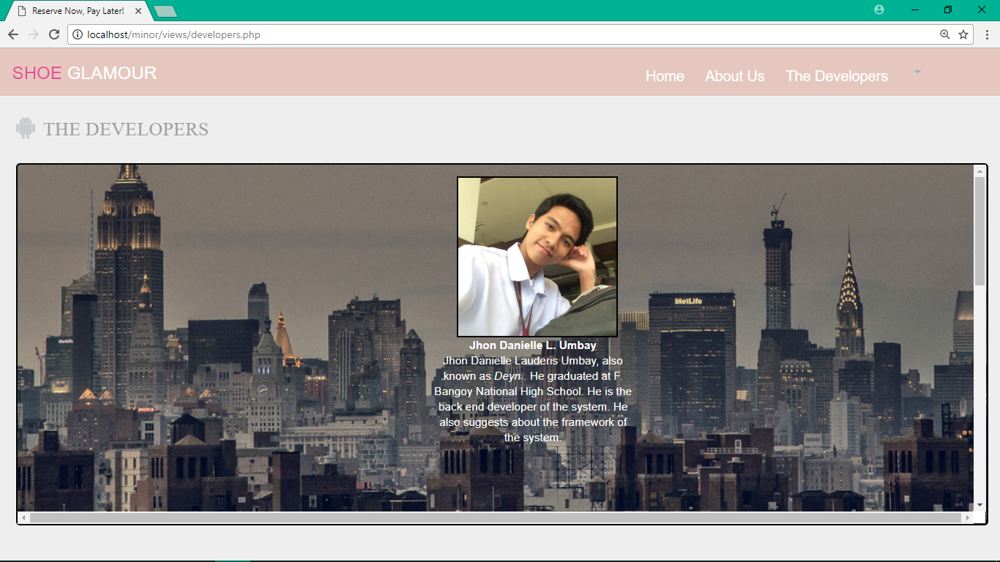 Reserve Now, Pay Later!
localhost/minor/views/developers.php
SHOE GLAMOUR
Home About Us The Developers
THE DEVELOPERS
MetLife
Jhon Danielle L. Umbay
Jhon Danielle Lauderis Umbay, also
known as Deyn . He graduated at F.
Bangoy National High School. He is the
back end developer of the system. He
also suggests about the framework of
the system.